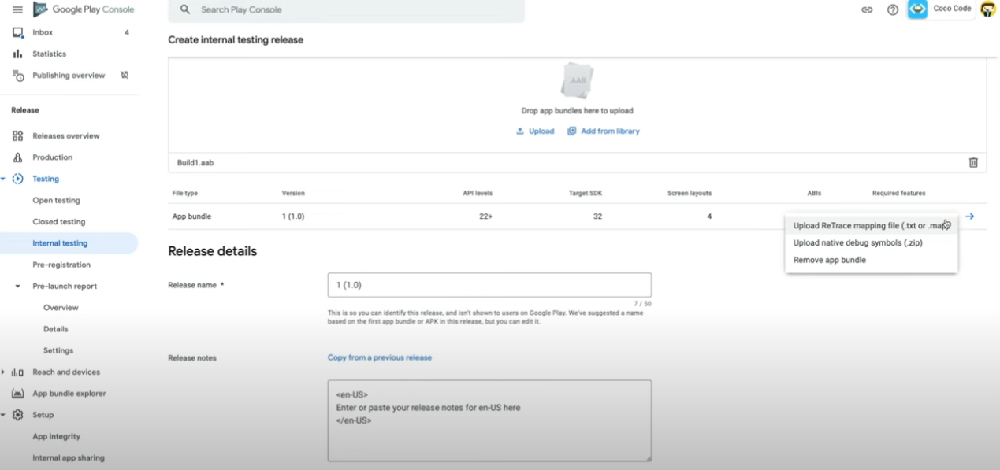 Google Play Console
Search Play Console
Coco Code
Inbox 4
Statistics
Publishing overview
Release
Releases overview
Production
Testing
Open testing
Closed testing
Internal testing
Pre-registration
Pre-launch report
Overview
Details
Settings
Reach and devices
App bundle explorer
Setup
App integrity
Internal app sharing
Create internal testing release
.AAB
Drop app bundles here to upload
Upload Add from library
Build1.aab
File type Version API levels Target SDK Screen layouts ABIs Required features
App bundle 1 (1.0) 22+ 32 4
Upload ReTrace mapping file (.txt or .map)
Upload native debug symbols (.zip)
Remove app bundle
Release details
Release name *
1 (1.0)
7 / 50
This is so you can identify this release, and isn't shown to users on Google Play. We've suggested a name
based on the first app bundle or APK in this release, but you can edit it.
Release notes
Copy from a previous release
<en-US>
Enter or paste your release notes for en-US here
</en-US>